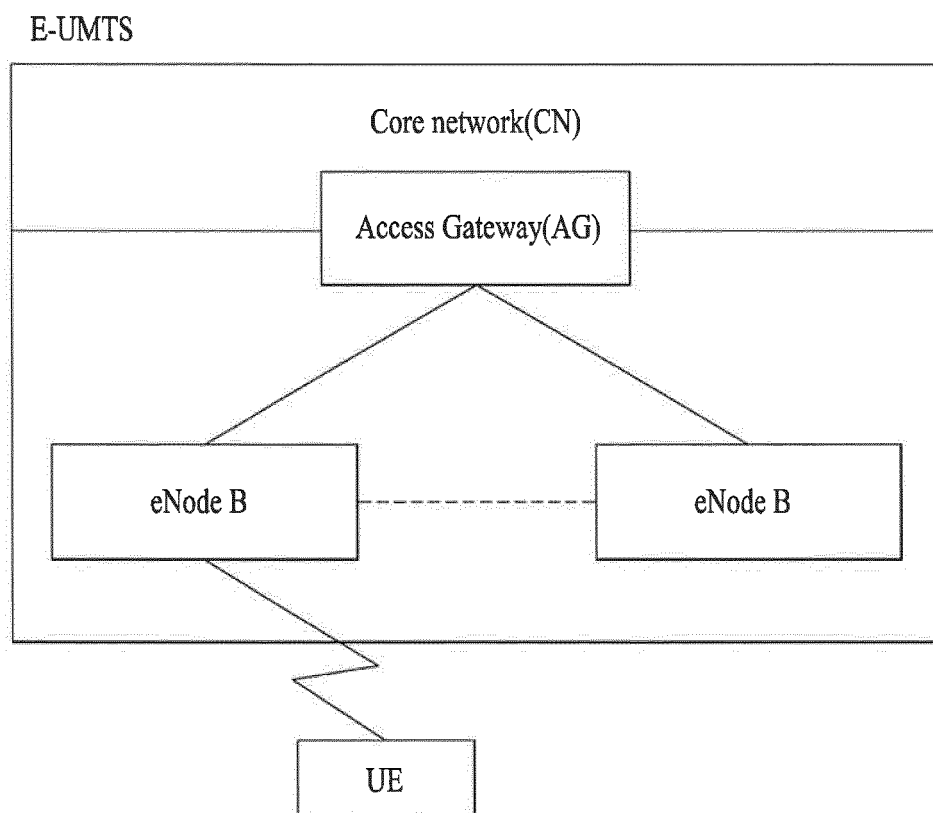 E-UMTS
Core network(CN)
Access Gateway(AG)
eNode B
eNode B
UE